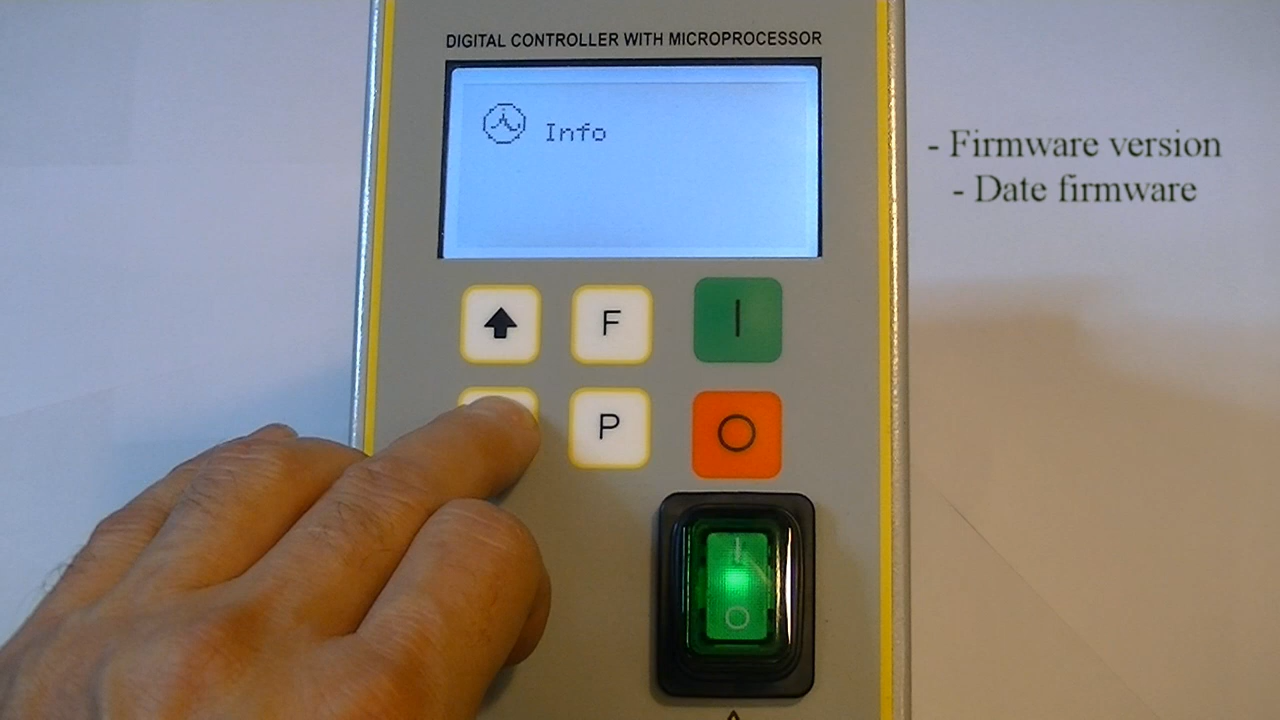 DIGITAL CONTROLLER WITH MICROPROCESSOR
Info
- Firmware version
- Date firmware
F
P